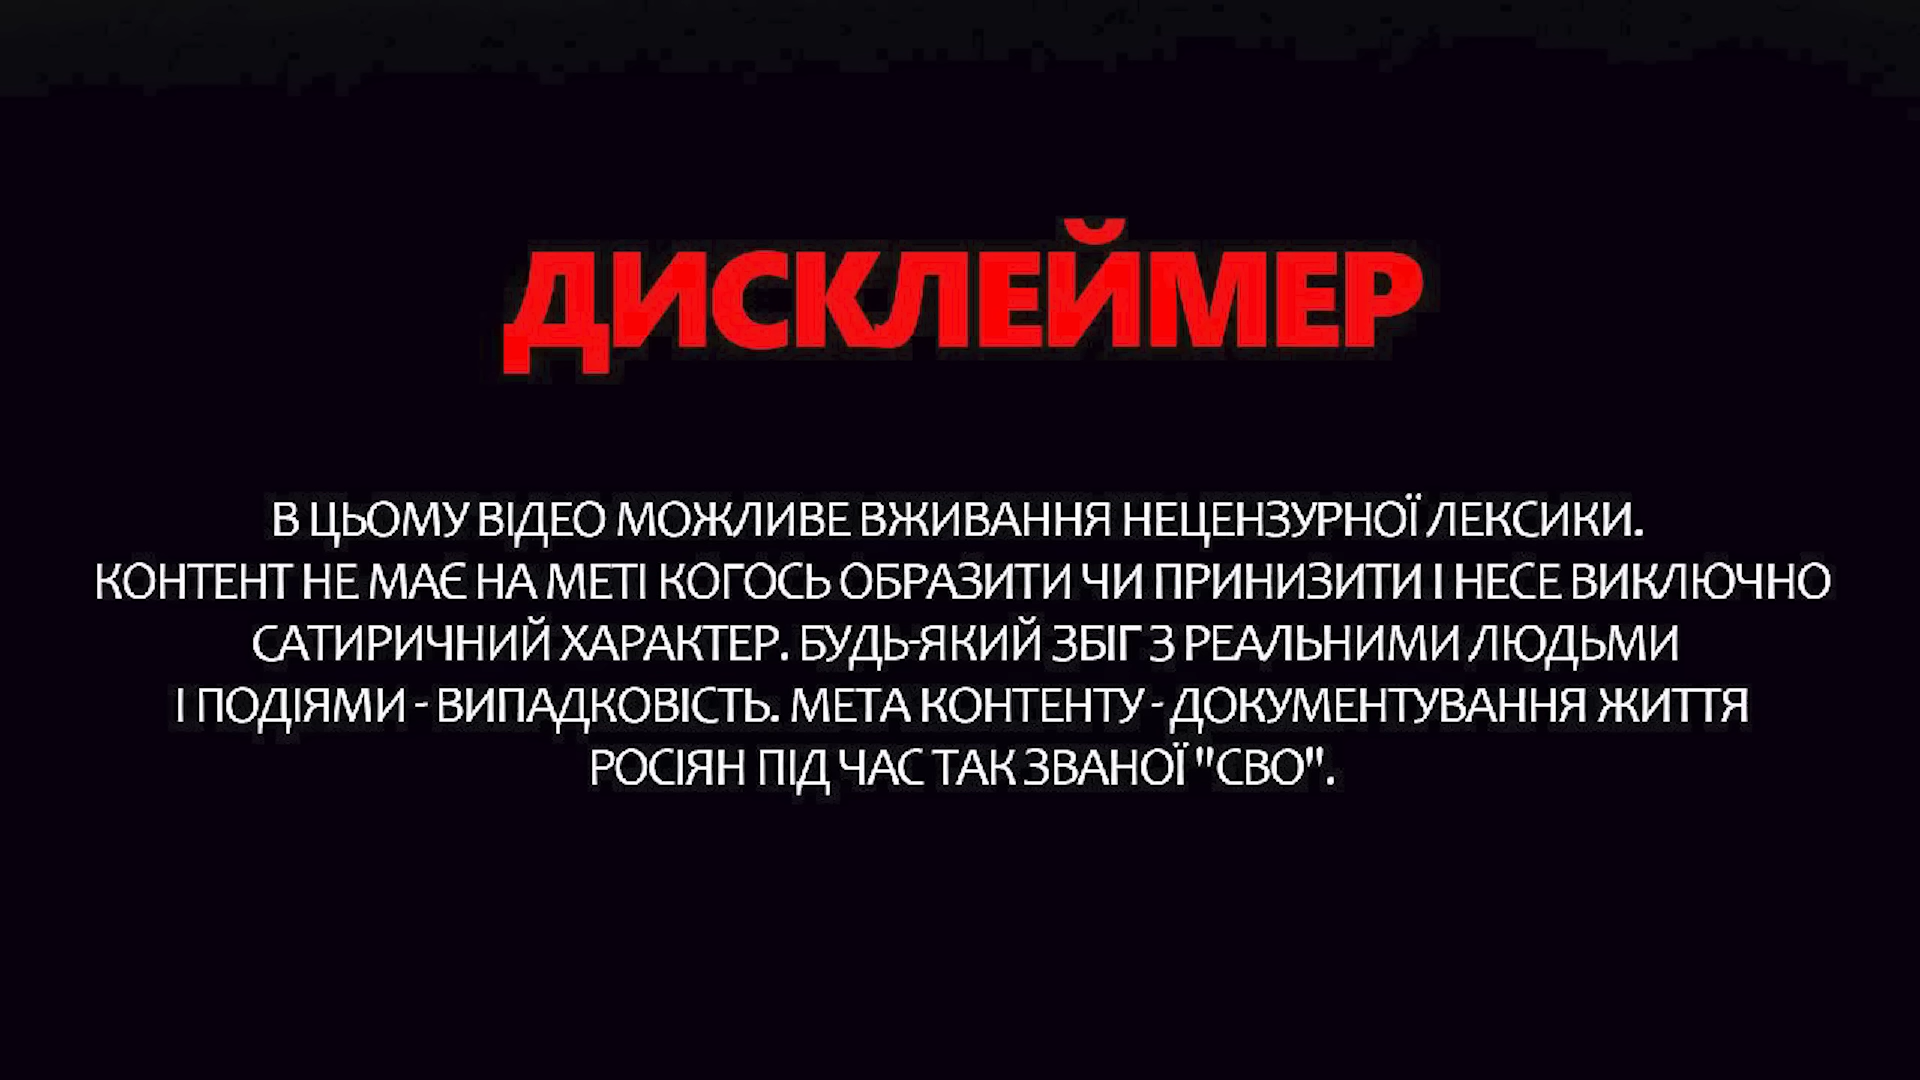 ДИСКЛЕЙМЕР
В ЦЬОМУ ВІДЕО МОЖЛИВЕ ВЖИВАННЯ НЕЦЕНЗУРНОЇ ЛЕКСИКИ.
КОНТЕНТ НЕ МАЄ НА МЕТІ КОГОСЬ ОБРАЗИТИ ЧИ ПРИНИЗИТИ І НЕСЕ ВИКЛЮЧНО
САТИРИЧНИЙ ХАРАКТЕР. БУДЬ-ЯКИЙ ЗБІГ З РЕАЛЬНИМИ ЛЮДЬМИ
І ПОДІЯМИ - ВИПАДКОВІСТЬ. МЕТА КОНТЕНТУ - ДОКУМЕНТУВАННЯ ЖИТТЯ
РОСІЯН ПІД ЧАС ТАК ЗВАНОЇ "СВО".